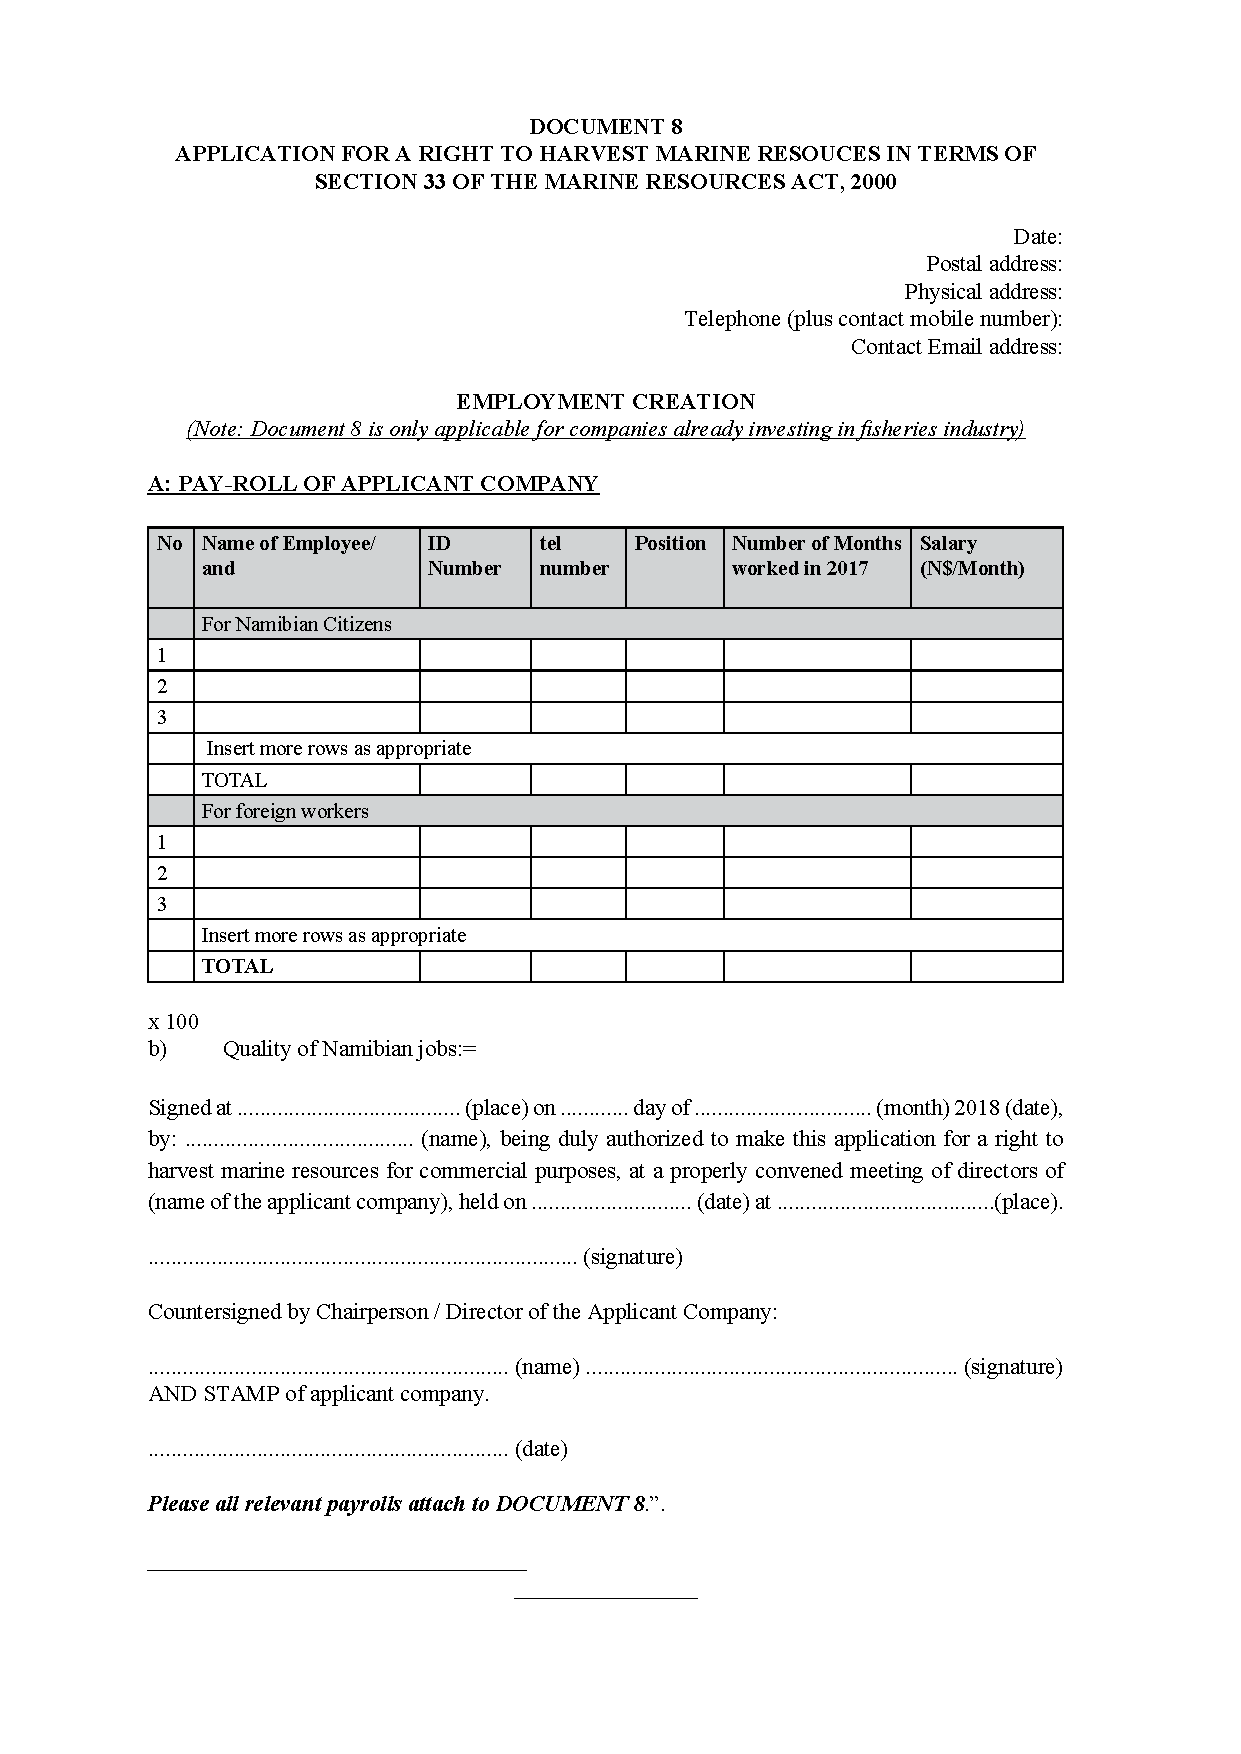 DOCUMENT 8
APPLICATION FOR A RIGHT TO HARVEST MARINE RESOUCES IN TERMS OF
SECTION 33 OF THE MARINE RESOURCES ACT, 2000
Date:
Postal address:
Physical address:
Telephone (plus contact mobile number):
Contact Email address:
EMPLOYMENT CREATION
(Note: Document 8 is only applicable for companies already investing in fisheries industry)
A: PAY-ROLL OF APPLICANT COMPANY
No Name of Employee/ and ID Number tel number Position Number of Months worked in 2017 Salary (N$/Month)
For Namibian Citizens
1
2
3
Insert more rows as appropriate
TOTAL
For foreign workers
1
2
3
Insert more rows as appropriate
TOTAL
x 100
b) Quality of Namibian jobs:=
Signed at ....................................... (place) on ............ day of ............................... (month) 2018 (date),
by: ........................................ (name), being duly authorized to make this application for a right to
harvest marine resources for commercial purposes, at a properly convened meeting of directors of
(name of the applicant company), held on ............................ (date) at ......................................(place).
........................................................................... (signature)
Countersigned by Chairperson / Director of the Applicant Company:
............................................................... (name) ................................................................. (signature)
AND STAMP of applicant company.
............................................................... (date)
Please all relevant payrolls attach to DOCUMENT 8.”.